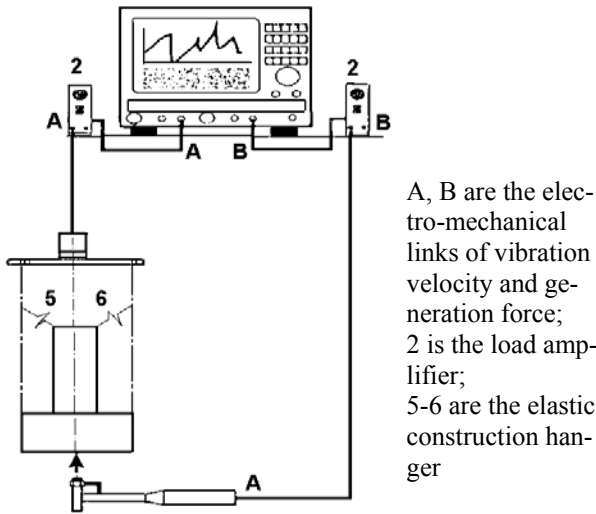 2
2
A
A
B
B
5
6
A
A, B are the elec-
tro-mechanical
links of vibration
velocity and ge-
neration force;
2 is the load amp-
lifier;
5-6 are the elastic
construction han-
ger